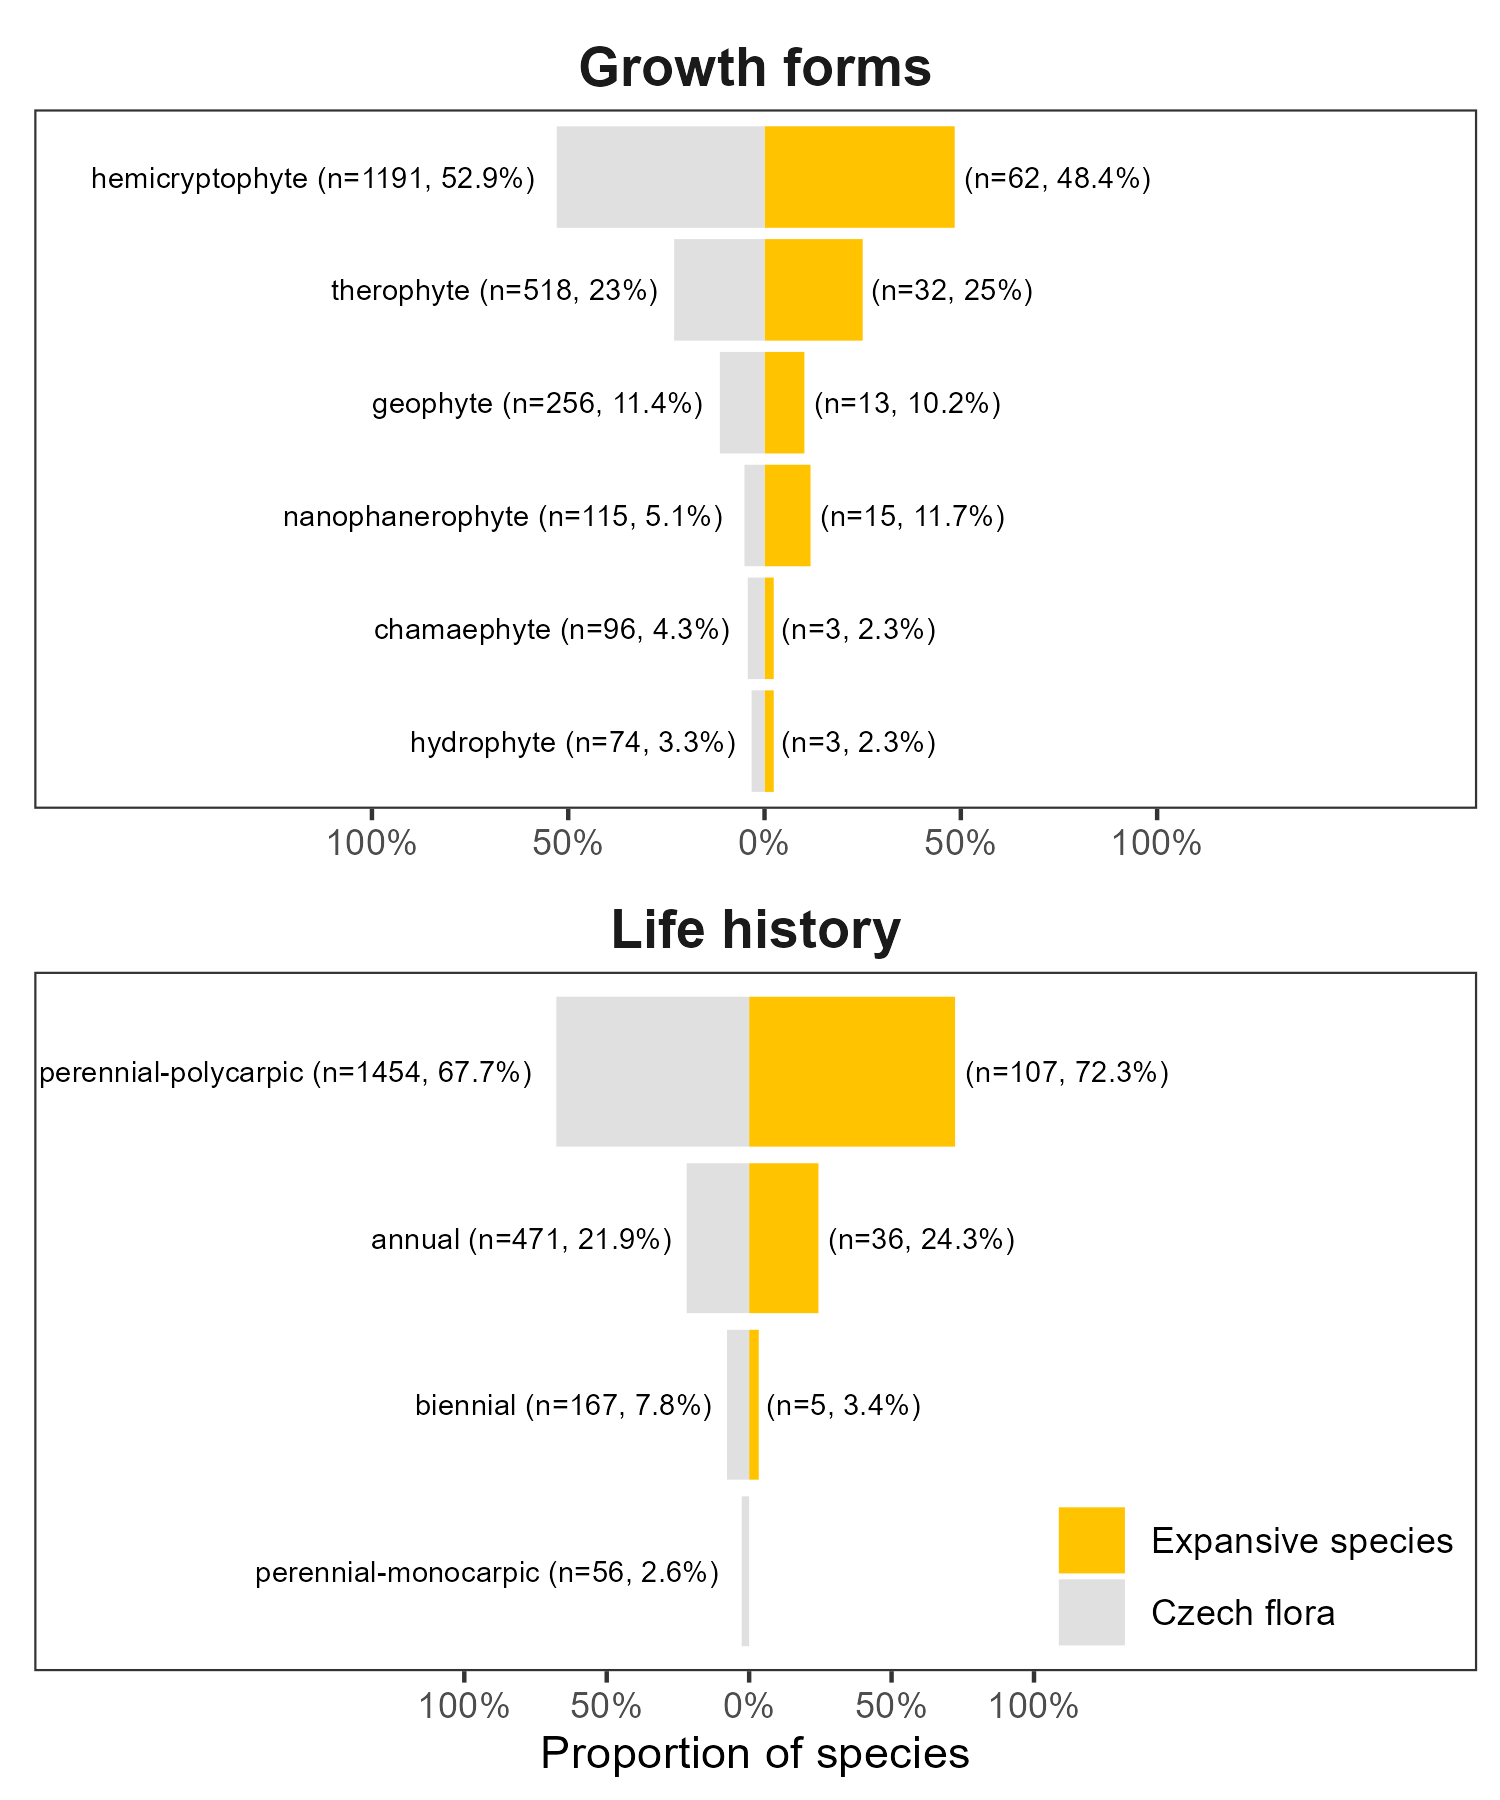 Growth forms
hemicryptophyte (n=1191, 52.9%) (n=62, 48.4%)
therophyte (n=518, 23%) (n=32, 25%)
geophyte (n=256, 11.4%) (n=13, 10.2%)
nanophanerophyte (n=115, 5.1%) (n=15, 11.7%)
chamaephyte (n=96, 4.3%) (n=3, 2.3%)
hydrophyte (n=74, 3.3%) (n=3, 2.3%)
100% 50% 0% 50% 100%
Life history
perennial-polycarpic (n=1454, 67.7%) (n=107, 72.3%)
annual (n=471, 21.9%) (n=36, 24.3%)
biennial (n=167, 7.8%) (n=5, 3.4%)
perennial-monocarpic (n=56, 2.6%)
Expansive species
Czech flora
100% 50% 0% 50% 100%
Proportion of species